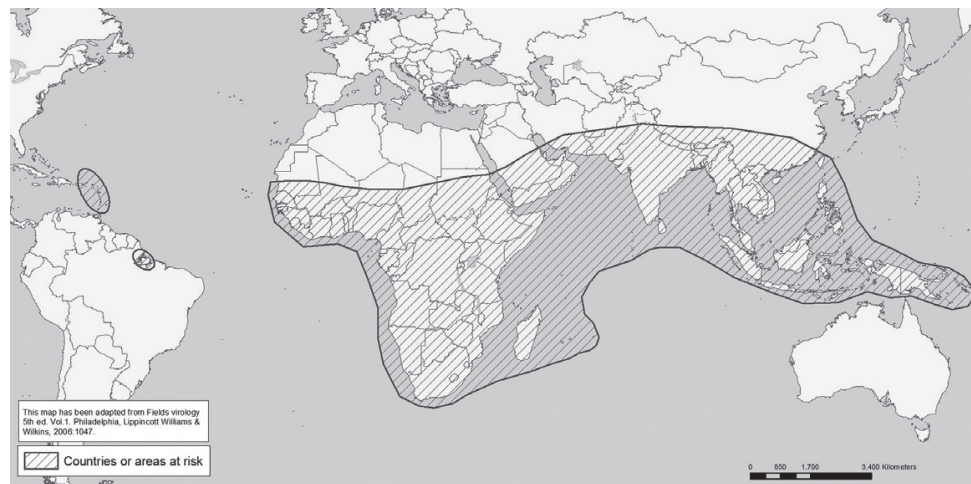 This map has been adapted from Fields virology
5th ed. Vol.1. Philadelphia, Lippincott Williams &
Wilkins, 2006:1047.
Countries or areas at risk
0 850 1,700 3,400 Kilometers